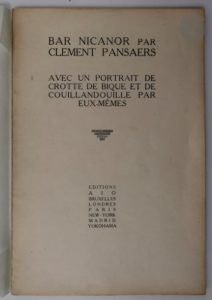 BAR NICANOR PAR
CLEMENT PANSAERS
AVEC UN PORTRAIT DE
CROTTE DE BIQUE ET DE
COUILLANDOUILLE PAR
EUX-MÊMES
EDITIONS
A I O
BRUXELLES
LONDRES
PARIS
NEW YORK
MADRID
YOKOHAMA